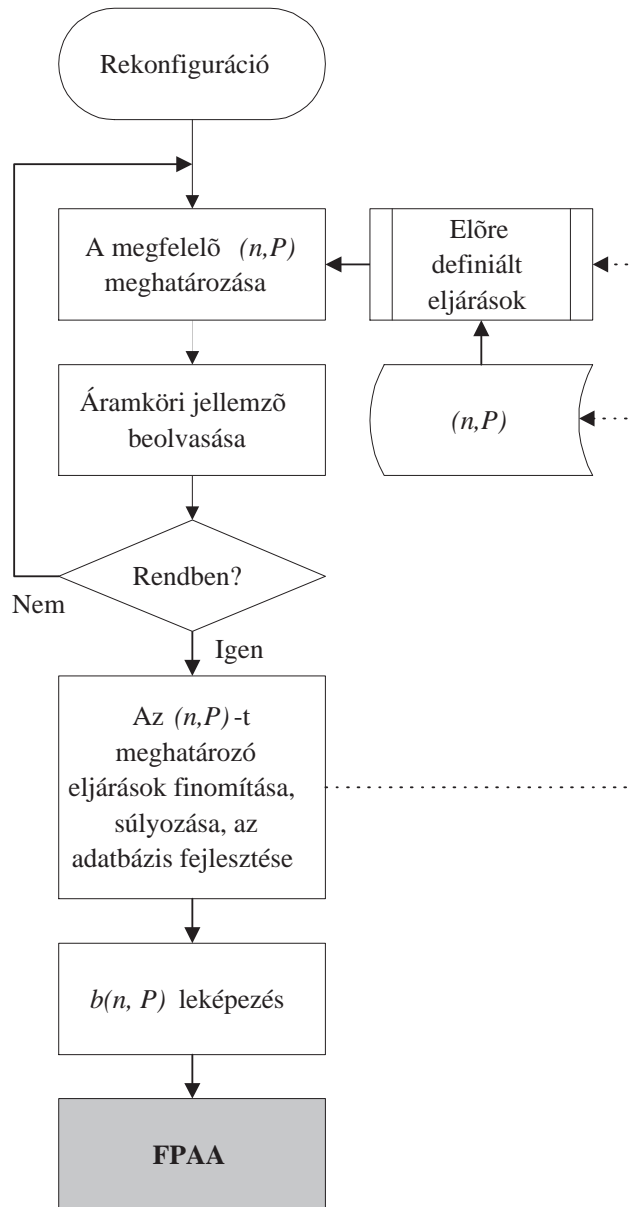 Rekonfiguráció
A megfelelõ (n,P)
meghatározása
Elõre
definiált
eljárások
Áramköri jellemzõ
beolvasása
(n,P)
Rendben?
Nem
Igen
Az (n,P)-t
meghatározó
eljárások finomítása,
súlyozása, az
adatbázis fejlesztése
b(n, P) leképezés
FPAA